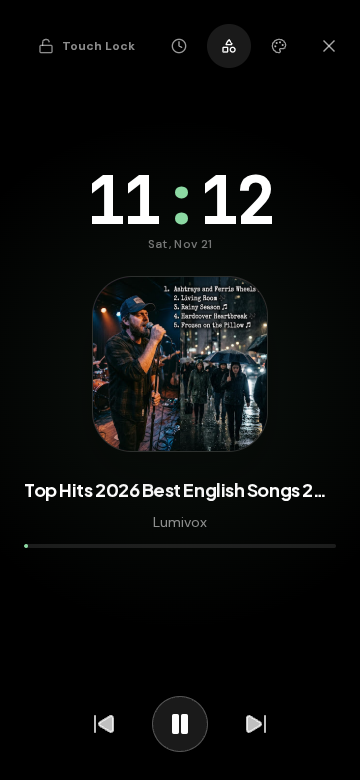 Touch Lock
11:12
Sat, Nov 21
1. Ashtrays and Ferris Wheels
2. Living Room
3. Rainy Season 🎵
4. Hardcover Heartbreak
5. Frozen on the Pillow 🎵
Top Hits 2026 Best English Songs 2...
Lumivox